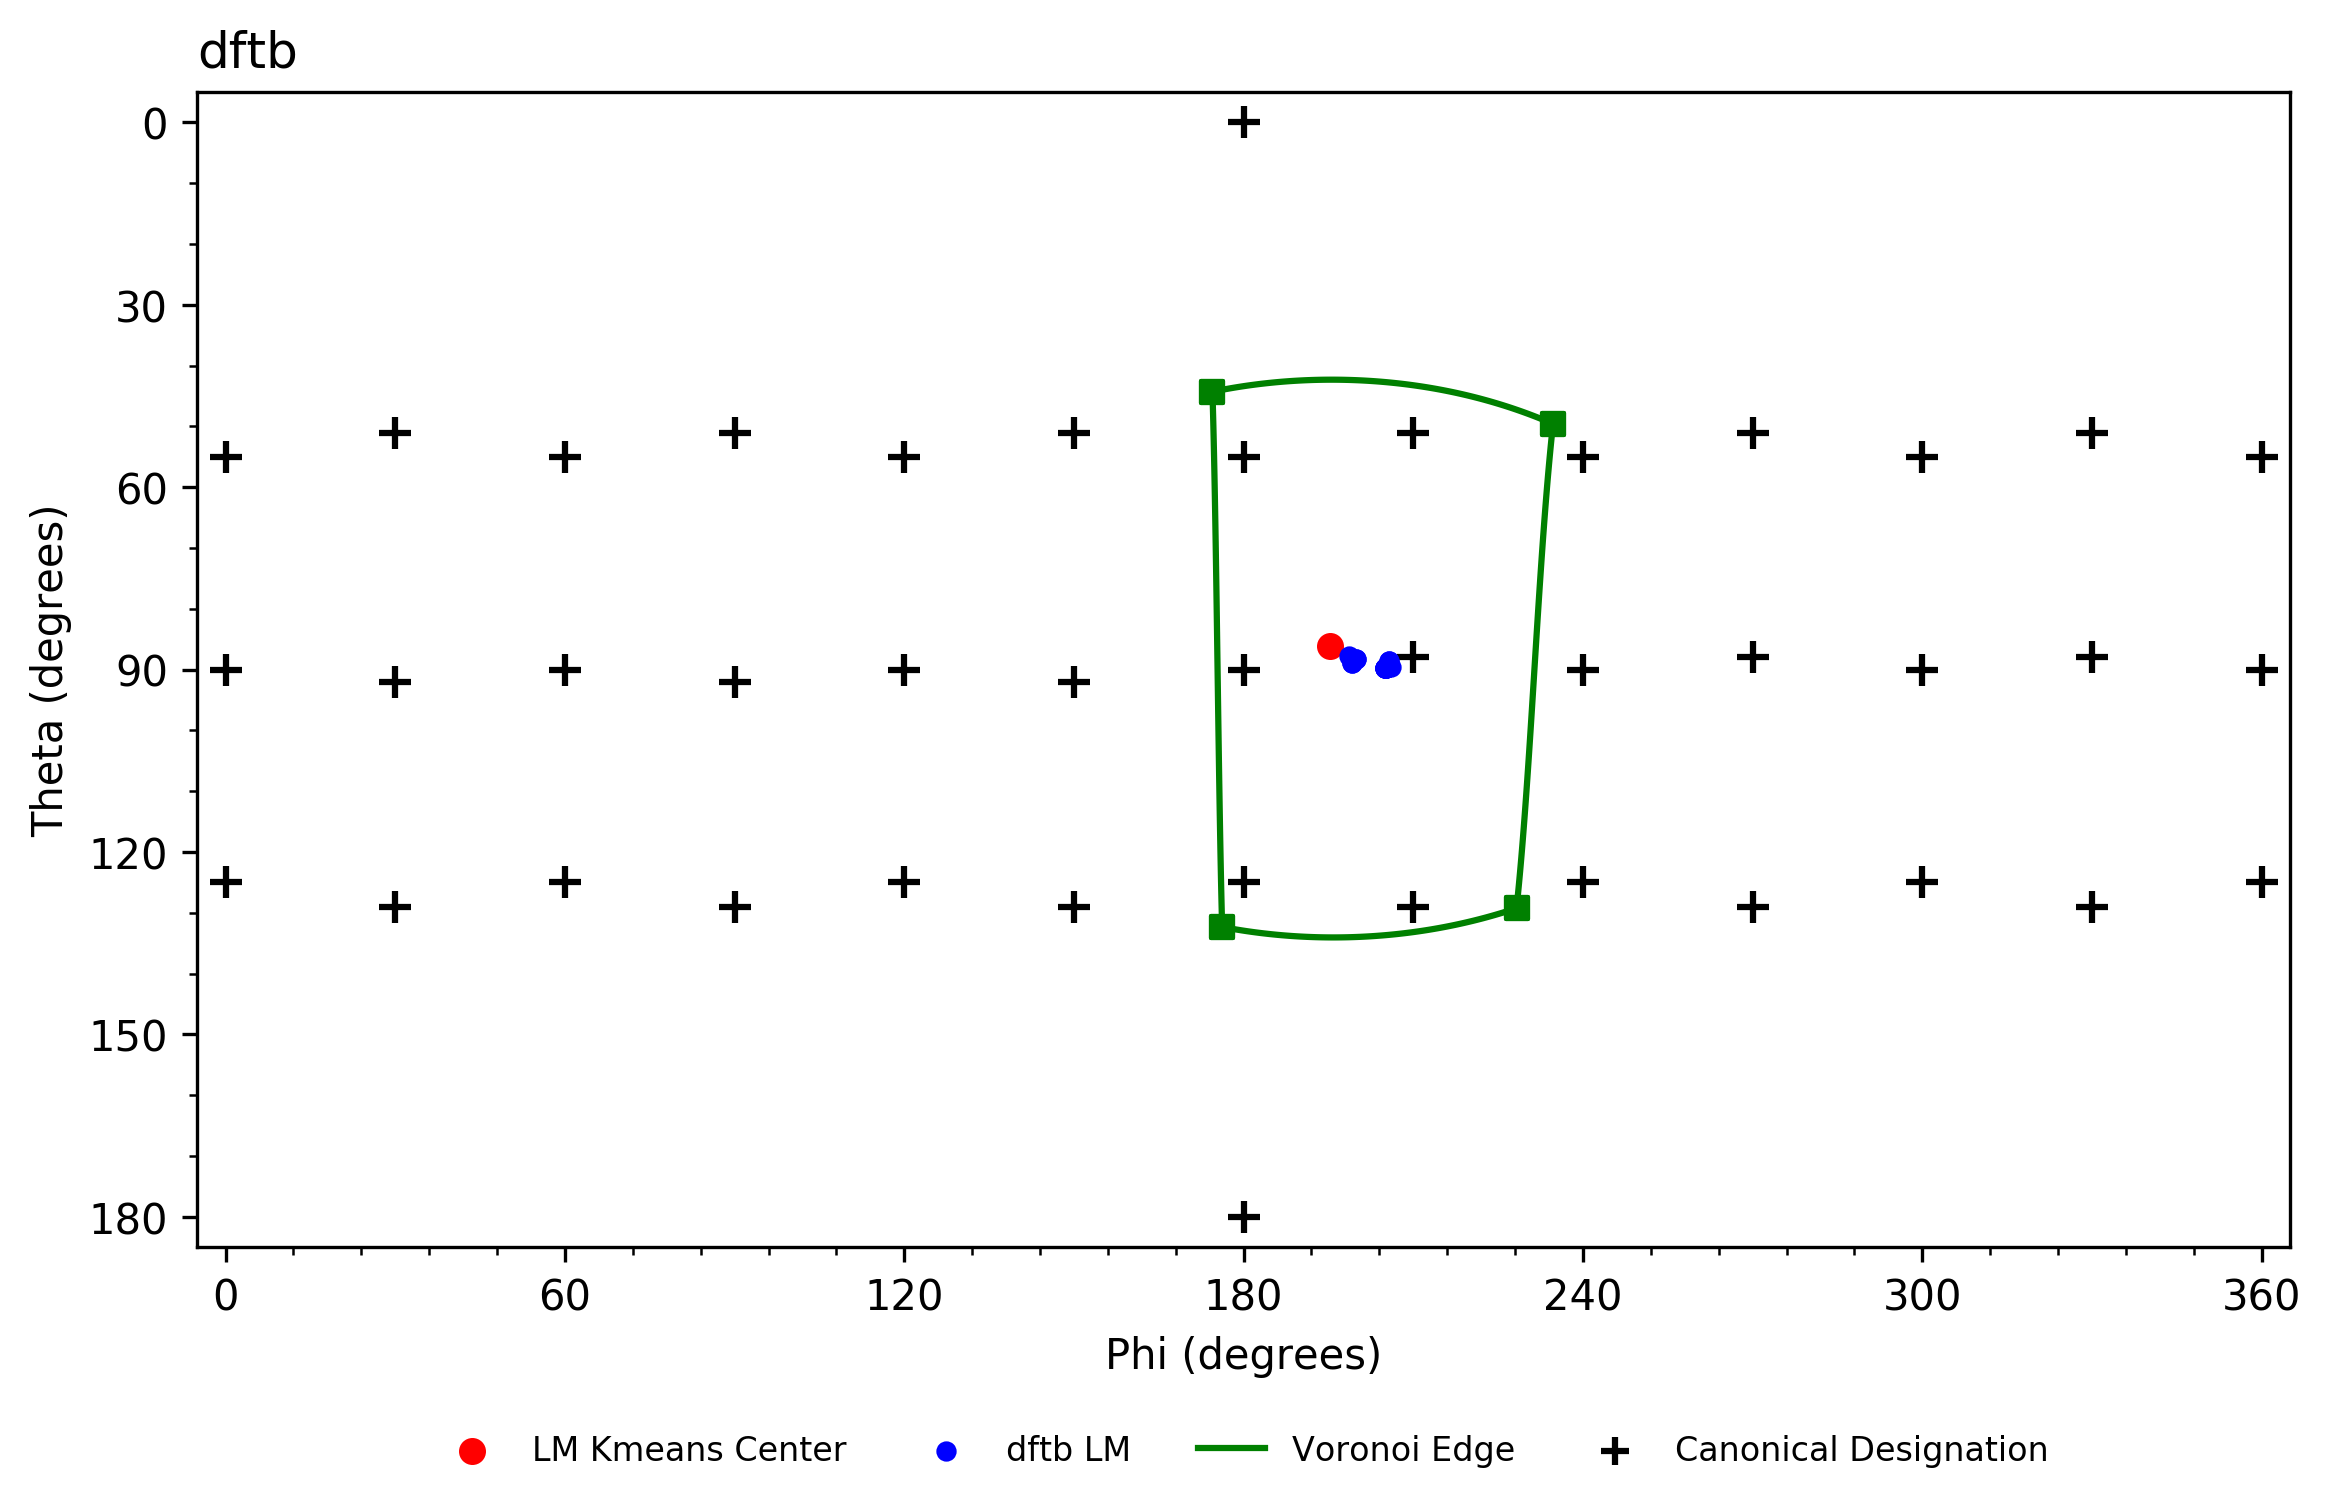 dftb
0
30
60
90
120
150
180
Theta (degrees)
0 60 120 180 240 300 360
Phi (degrees)
LM Kmeans Center dftb LM Voronoi Edge Canonical Designation